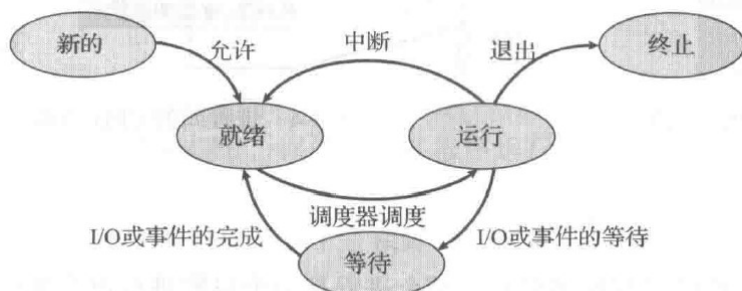 新的
允许
中断
退出
终止
就绪
运行
调度器调度
I/O或事件的完成
I/O或事件的等待
等待